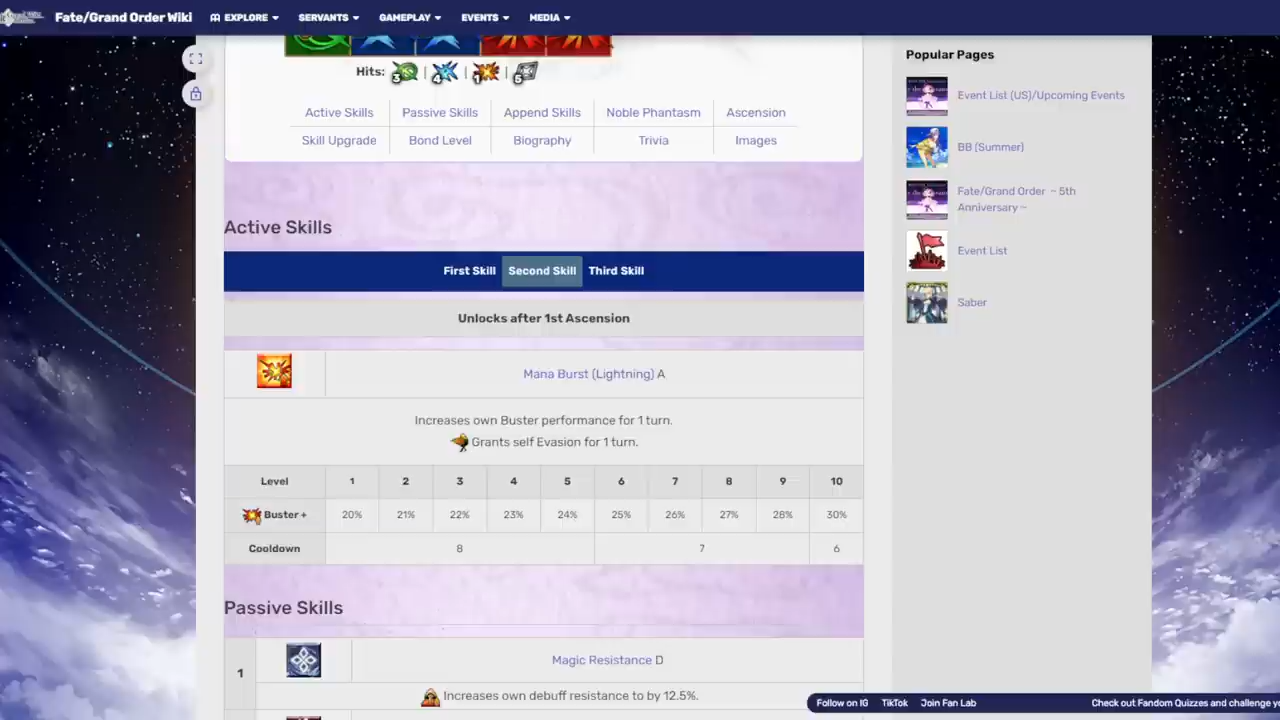 Fate/Grand Order Wiki EXPLORE SERVANTS GAMEPLAY EVENTS MEDIA
Hits: 3 | 4 | 1 | 5
Active Skills Passive Skills Append Skills Noble Phantasm Ascension
Skill Upgrade Bond Level Biography Trivia Images
Active Skills
First Skill Second Skill Third Skill
Unlocks after 1st Ascension
Mana Burst (Lightning) A
Increases own Buster performance for 1 turn.
Grants self Evasion for 1 turn.
Level 1 2 3 4 5 6 7 8 9 10
Buster + 20% 21% 22% 23% 24% 25% 26% 27% 28% 30%
Cooldown 8 7 6
Passive Skills
1
Magic Resistance D
Increases own debuff resistance to by 12.5%.
Popular Pages
Event List (US)/Upcoming Events
BB (Summer)
Fate/Grand Order ~ 5th
Anniversary ~
Event List
Saber
Follow on IG TikTok Join Fan Lab Check out Fandom Quizzes and challenge yo